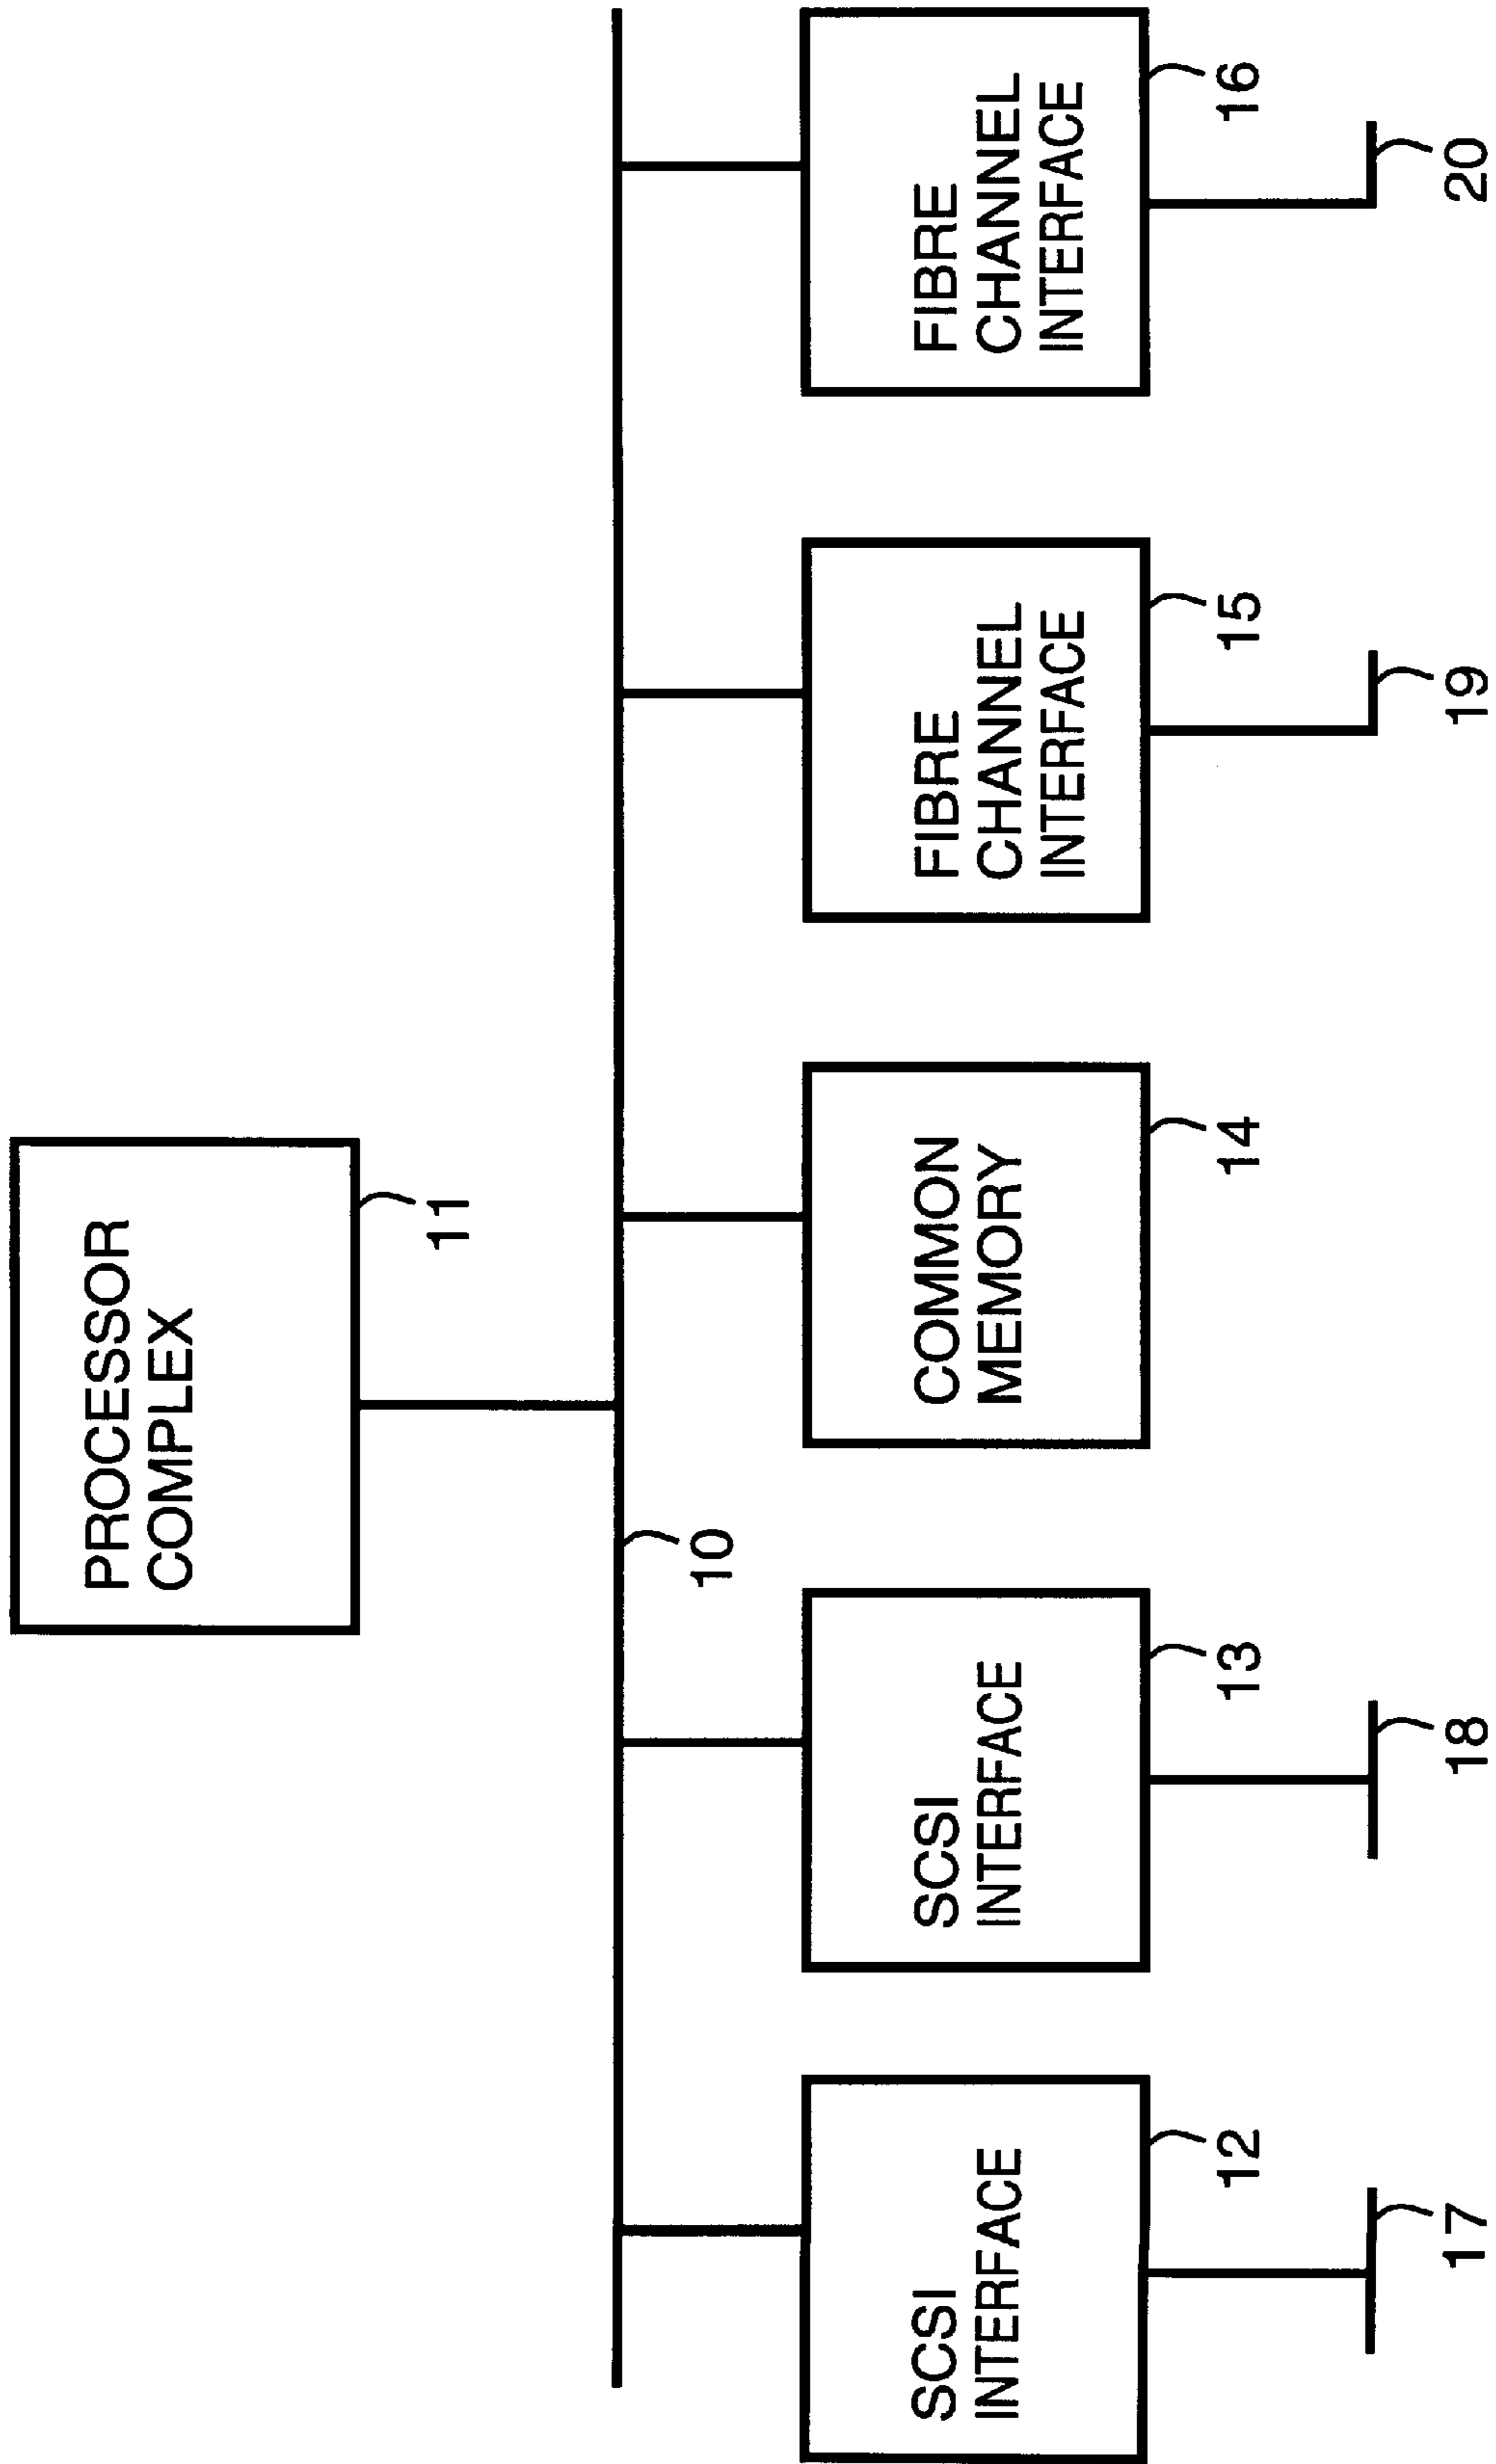 PROCESSOR
COMPLEX
11
10
SCSI
INTERFACE
12
17
SCSI
INTERFACE
13
18
COMMON
MEMORY
14
FIBRE
CHANNEL
INTERFACE
15
19
FIBRE
CHANNEL
INTERFACE
16
20